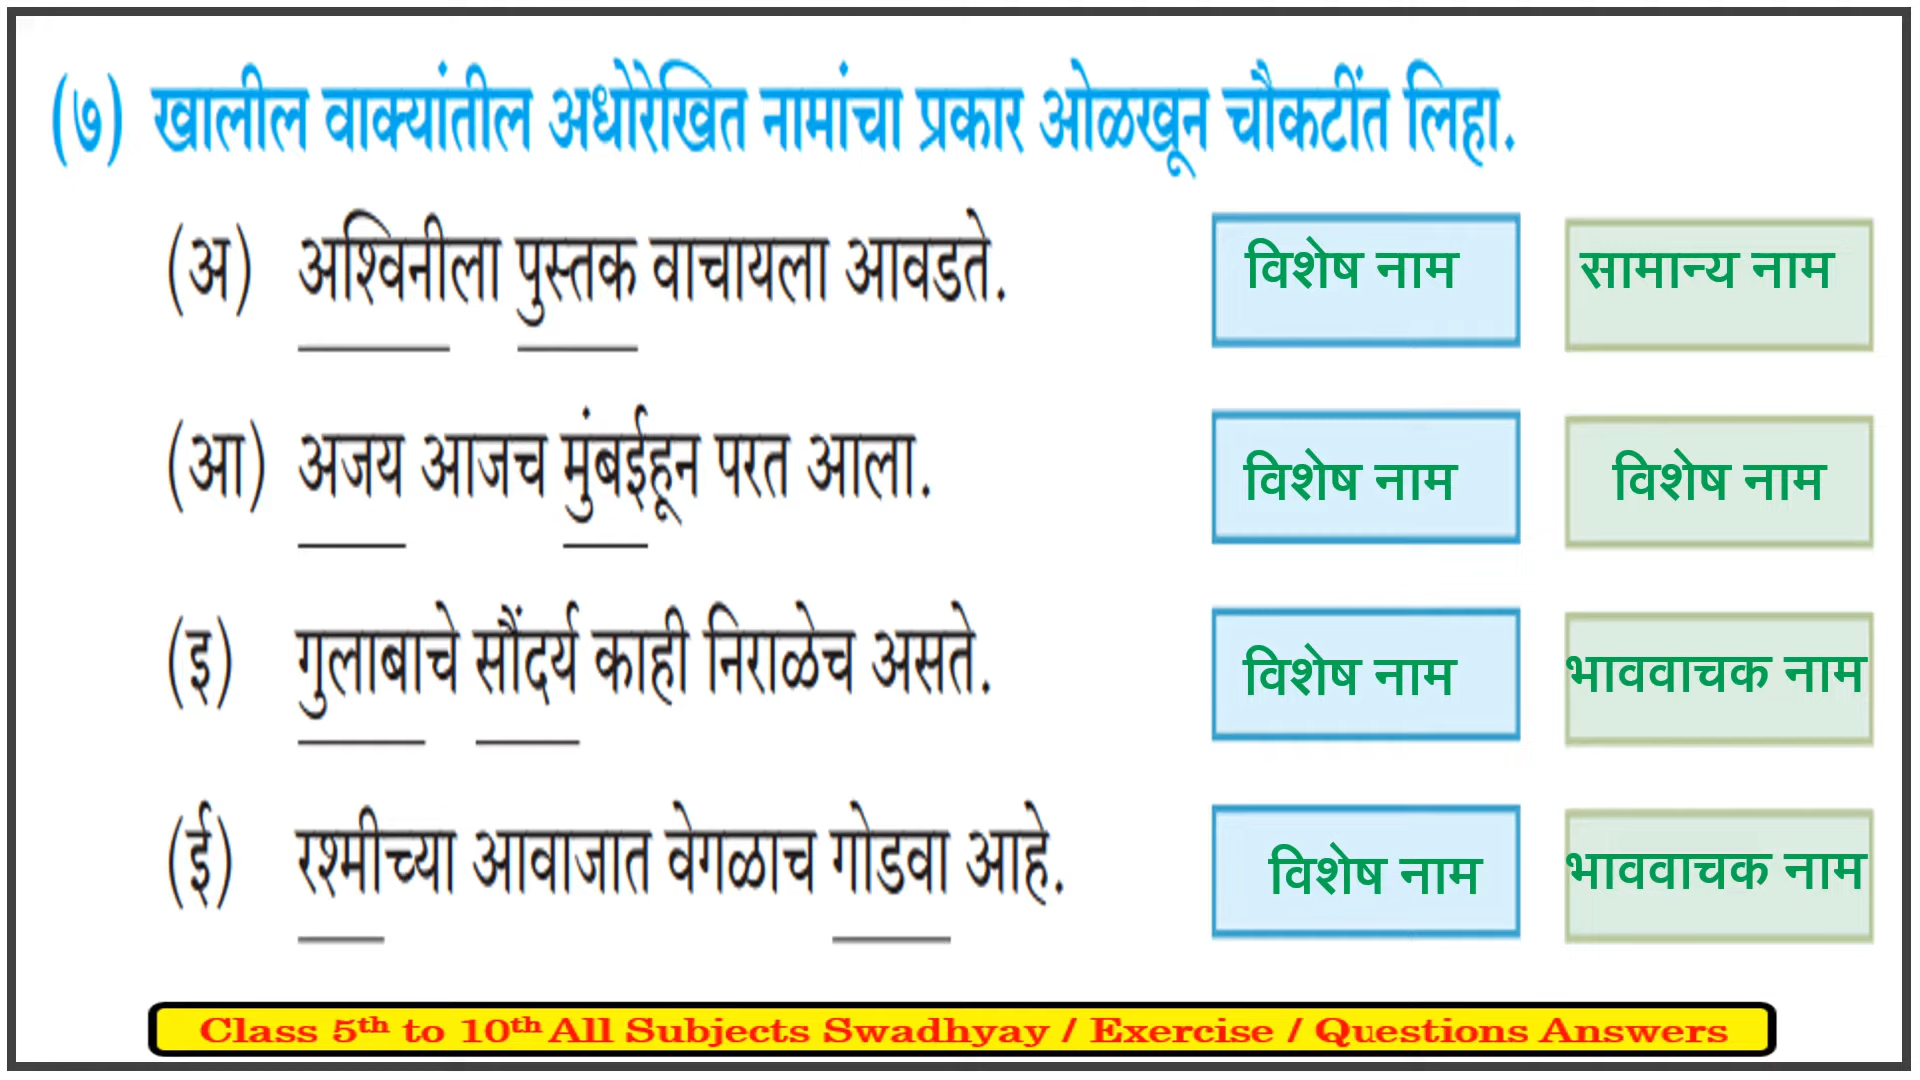 (७) खालील वाक्यांतील अधोरेखित नामांचा प्रकार ओळखून चौकटींत लिहा.
(अ) अश्विनीला पुस्तक वाचायला आवडते. विशेष नाम सामान्य नाम
(आ) अजय आजच मुंबईहून परत आला. विशेष नाम विशेष नाम
(इ) गुलाबाचे सौंदर्य काही निराळेच असते. विशेष नाम भाववाचक नाम
(ई) रश्मीच्या आवाजात वेगळाच गोडवा आहे. विशेष नाम भाववाचक नाम
Class 5th to 10th All Subjects Swadhyay / Exercise / Questions Answers